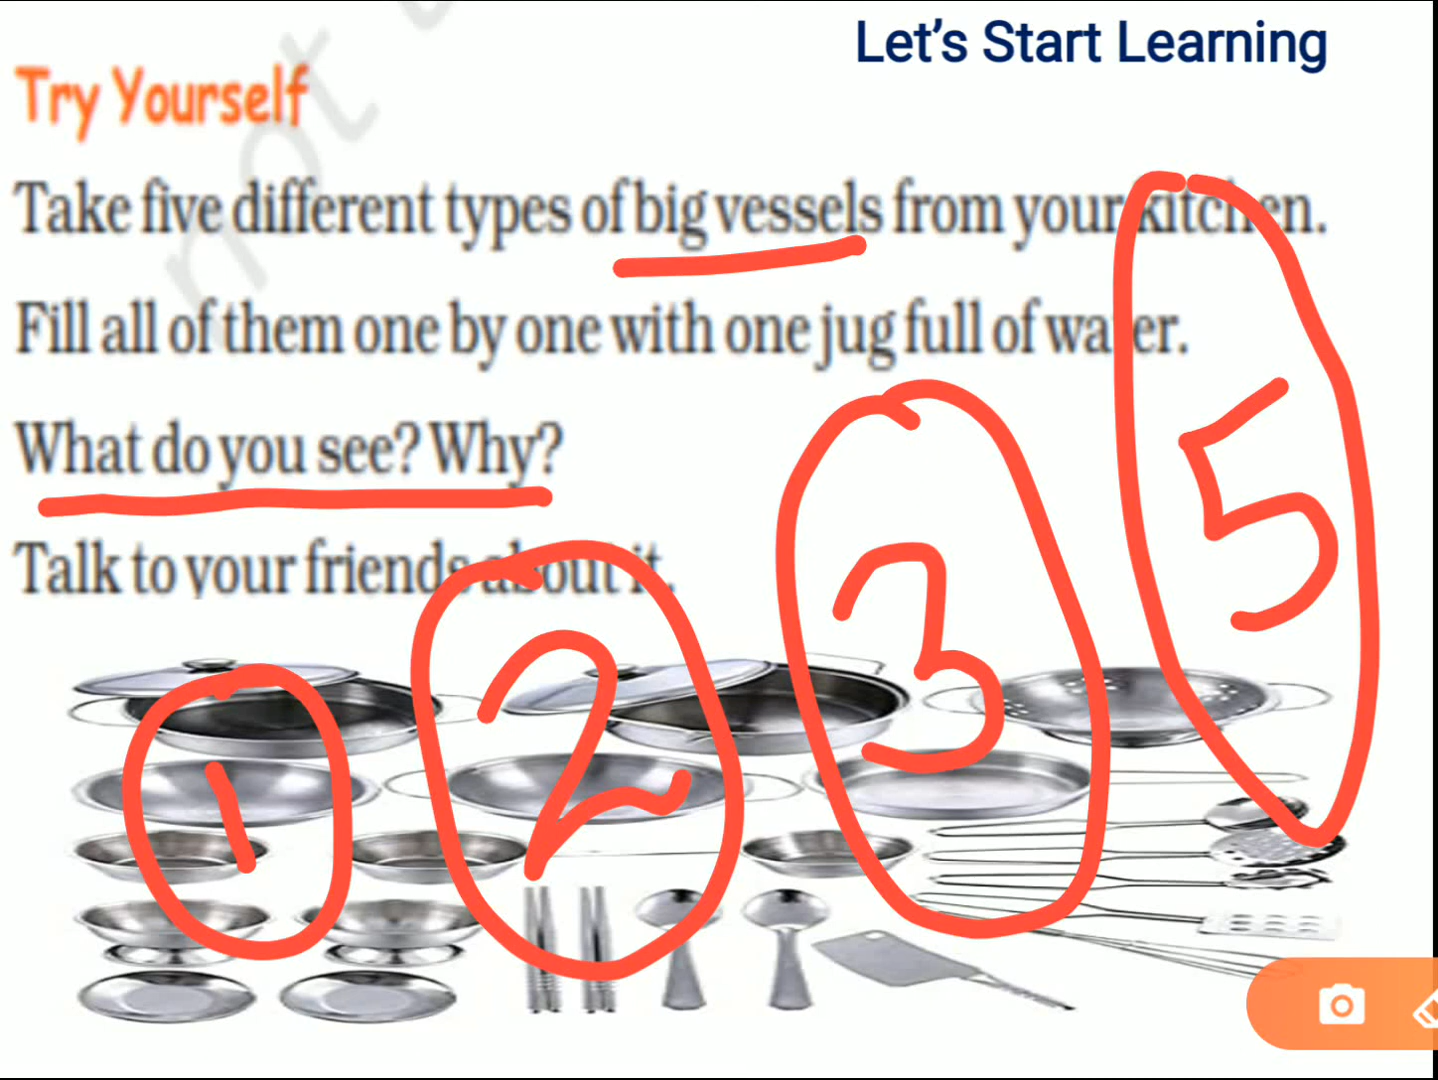 Let's Start Learning
Try Yourself
Take five different types of big vessels from your kitchen.
Fill all of them one by one with one jug full of water.
What do you see? Why?
Talk to your friends about it.
1 2 3 5